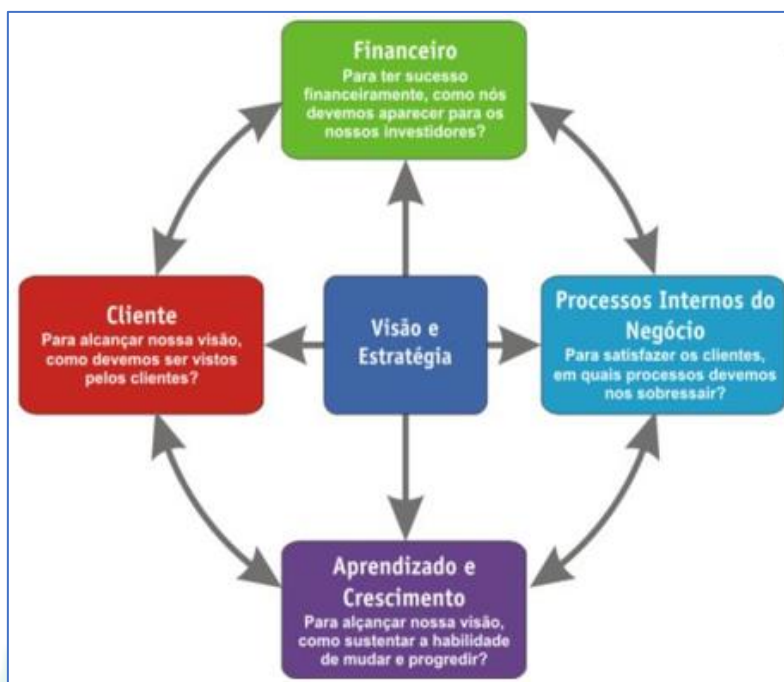 Financeiro
Para ter sucesso
financeiramente, como nós
devemos aparecer para os
nossos investidores?
Cliente
Para alcançar nossa visão,
como devemos ser vistos
pelos clientes?
Visão e
Estratégia
Processos Internos do
Negócio
Para satisfazer os clientes,
em quais processos devemos
nos sobressair?
Aprendizado e
Crescimento
Para alçançar nossa visão,
como sustentar a habilidade
de mudar e progredir?